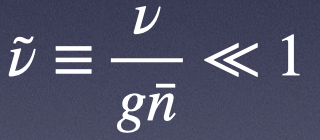 ν̃ ≡ ν / gn̄ ≪ 1